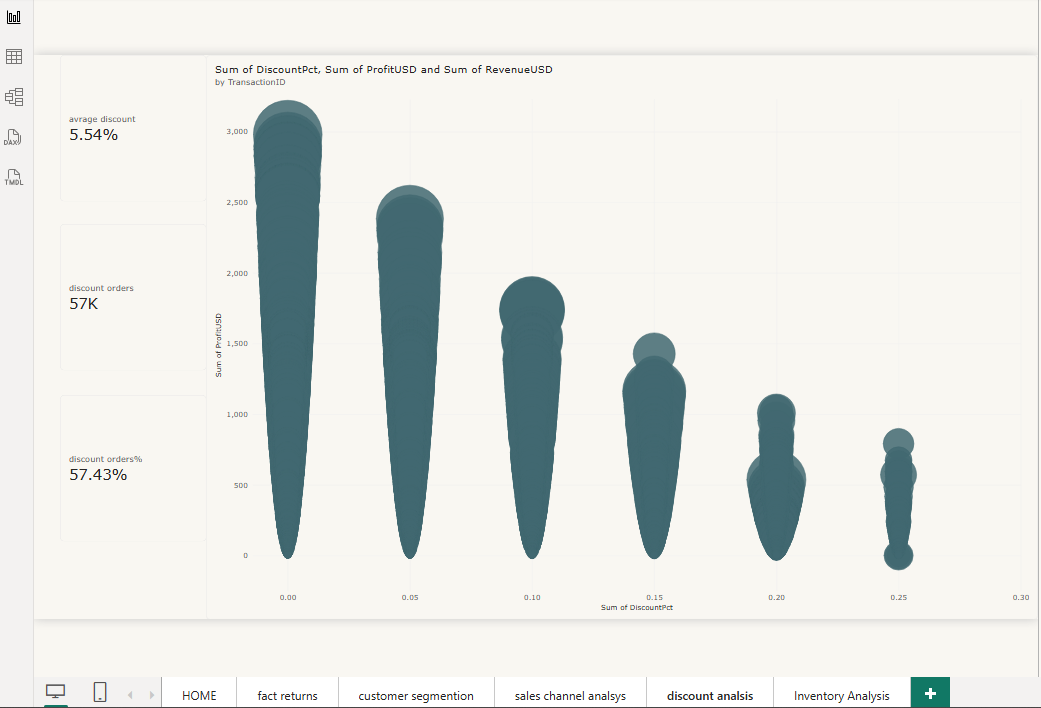 DAX
TMDL
avrage discount
5.54%
discount orders
57K
discount orders%
57.43%
Sum of DiscountPct, Sum of ProfitUSD and Sum of RevenueUSD
by TransactionID
Sum of ProfitUSD
3,000
2,500
2,000
1,500
1,000
500
0
0.00 0.05 0.10 0.15 0.20 0.25 0.30
Sum of DiscountPct
HOME fact returns customer segmention sales channel analsys discount analsis Inventory Analysis